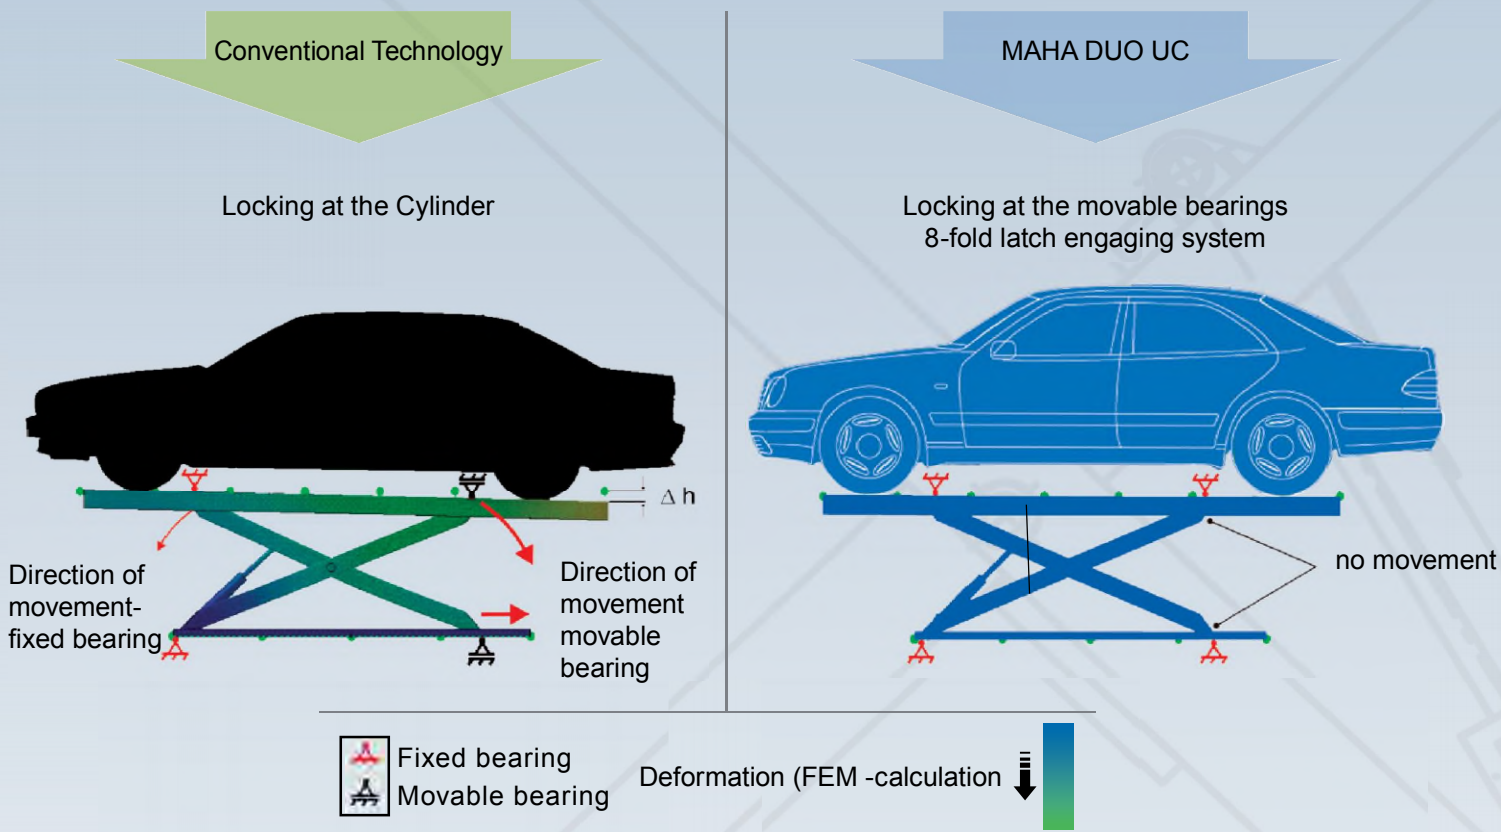 Conventional Technology
MAHA DUO UC
Locking at the Cylinder
Locking at the movable bearings
8-fold latch engaging system
Δ h
Direction of
movement-
fixed bearing
Direction of
movement
movable
bearing
no movement
Fixed bearing
Movable bearing
Deformation (FEM -calculation